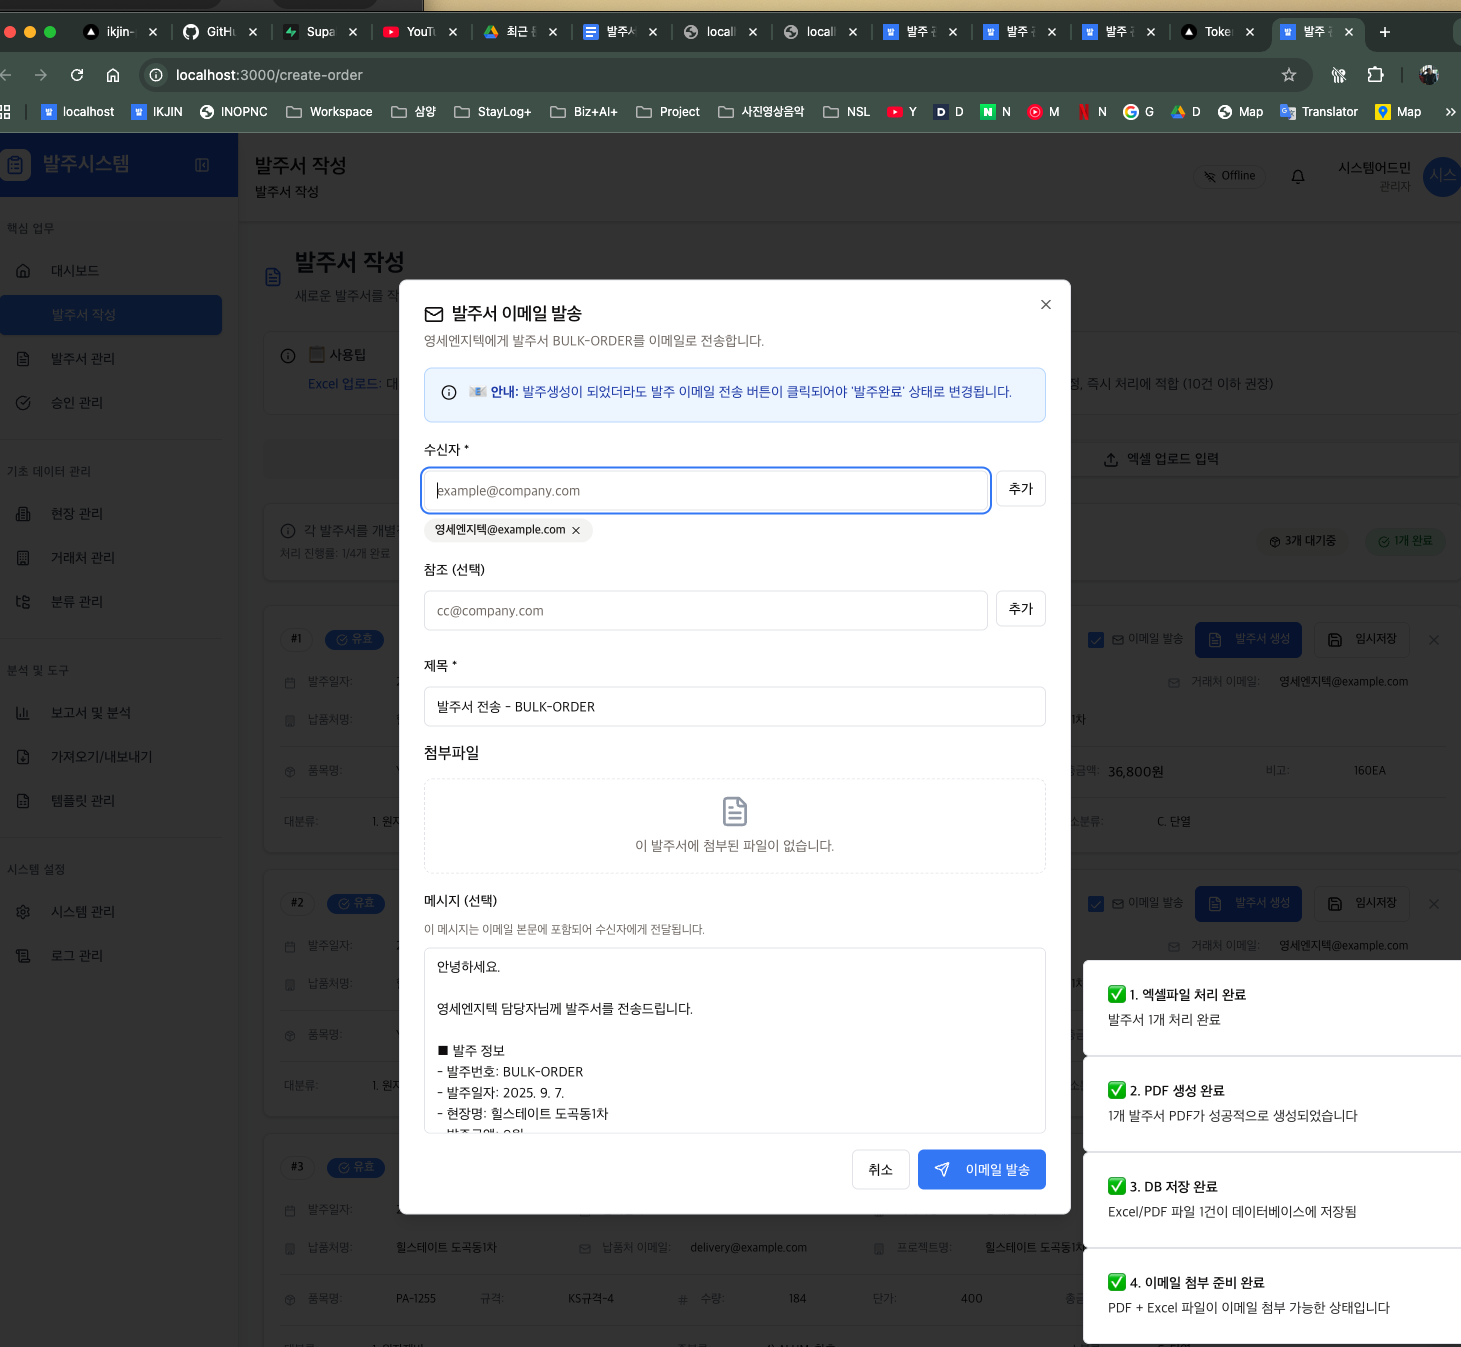 ikjin-
GitHu
Supa
YouTu
최근
발주서
locall
locall
발주
발주
발주
Toke
발주
localhost:3000/create-order
localhost
IKJIN
INOPNC
Workspace
삼양
StayLog+
Biz+AI+
Project
사진영상음악
NSL
Y
D
N
M
N
G
D
Map
Translator
Map
발주시스템
핵심 업무
대시보드
발주서 작성
발주서 관리
승인 관리
기초 데이터 관리
현장 관리
거래처 관리
분류 관리
분석 및 도구
보고서 및 분석
가져오기/내보내기
템플릿 관리
시스템 설정
시스템 관리
로그 관리
발주서 작성
발주서 작성
Offline
시스템어드민
관리자
시스
발주서 작성
새로운 발주서를 작
사용팁
Excel 업로드: 대
정, 즉시 처리에 적합 (10건 이하 권장)
엑셀 업로드 입력
각 발주서를 개별
처리 진행률: 1/4개 완료
3개 대기중
1개 완료
#1
유효
이메일 발송
발주서 생성
임시저장
발주일자:
거래처 이메일:
영세엔지텍@example.com
납품처명:
1차
품목명:
총금액:
36,800원
비고:
160EA
대분류:
1. 원자
소분류:
C. 단열
#2
유효
이메일 발송
발주서 생성
임시저장
발주일자:
거래처 이메일:
영세엔지텍@example.com
납품처명:
품목명:
대분류:
1. 원자
#3
유효
발주일자:
납품처명:
힐스테이트 도곡동1차
납품처 이메일:
delivery@example.com
프로젝트명:
힐스테이트 도곡동1차
품목명:
PA-1255
규격:
KS규격-4
수량:
184
단가:
400
총금
발주서 이메일 발송
영세엔지텍에게 발주서 BULK-ORDER를 이메일로 전송합니다.
안내: 발주생성이 되었더라도 발주 이메일 전송 버튼이 클릭되어야 '발주완료' 상태로 변경됩니다.
수신자 *
example@company.com
추가
영세엔지텍@example.com
참조 (선택)
cc@company.com
추가
제목 *
발주서 전송 - BULK-ORDER
첨부파일
이 발주서에 첨부된 파일이 없습니다.
메시지 (선택)
이 메시지는 이메일 본문에 포함되어 수신자에게 전달됩니다.
안녕하세요.
영세엔지텍 담당자님께 발주서를 전송드립니다.
■ 발주 정보
- 발주번호: BULK-ORDER
- 발주일자: 2025. 9. 7.
- 현장명: 힐스테이트 도곡동1차
- 발주금액: 0원
취소
이메일 발송
1. 엑셀파일 처리 완료
발주서 1개 처리 완료
2. PDF 생성 완료
1개 발주서 PDF가 성공적으로 생성되었습니다
3. DB 저장 완료
Excel/PDF 파일 1건이 데이터베이스에 저장됨
4. 이메일 첨부 준비 완료
PDF + Excel 파일이 이메일 첨부 가능한 상태입니다